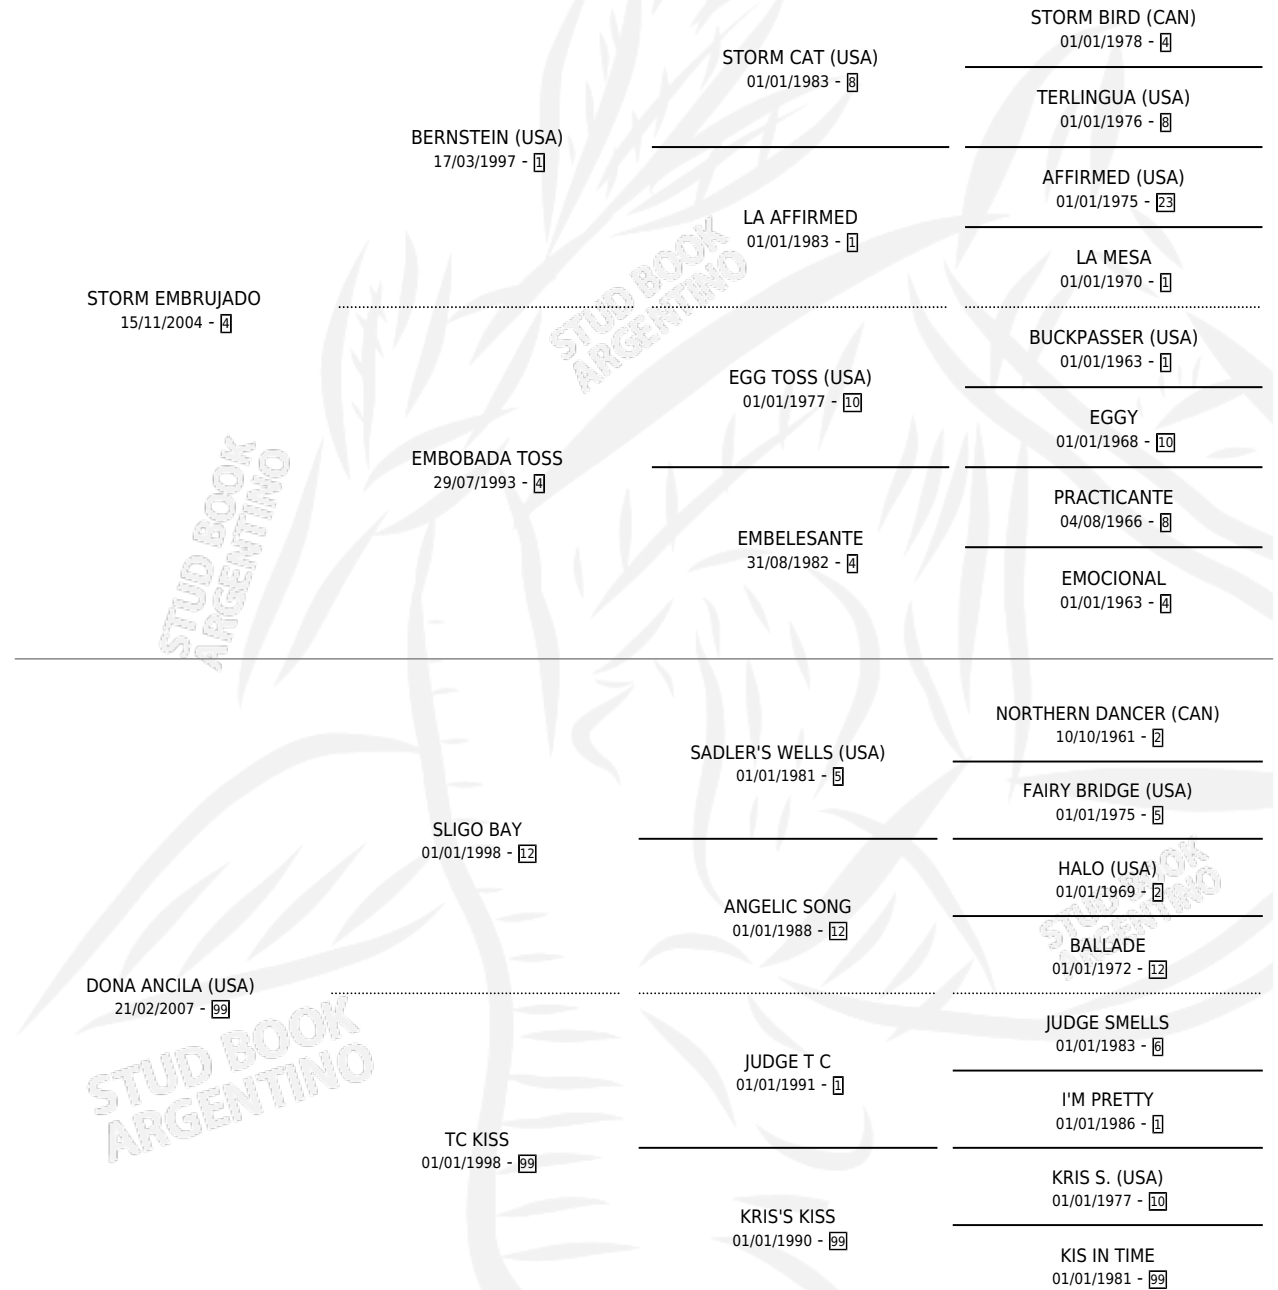 STORM BIRD (CAN)
01/01/1978 - 4
STORM CAT (USA)
01/01/1983 - 8
TERLINGUA (USA)
01/01/1976 - 8
BERNSTEIN (USA)
17/03/1997 - 1
AFFIRMED (USA)
01/01/1975 - 23
LA AFFIRMED
01/01/1983 - 1
LA MESA
01/01/1970 - 1
STORM EMBRUJADO
15/11/2004 - 4
STUD BOOK
ARGENTINO
BUCKPASSER (USA)
01/01/1963 - 1
EGG TOSS (USA)
01/01/1977 - 10
EGGY
01/01/1968 - 10
EMBOBADA TOSS
29/07/1993 - 4
PRACTICANTE
04/08/1966 - 8
EMBELESANTE
31/08/1982 - 4
EMOCIONAL
01/01/1963 - 4
STUD BOOK
ARGENTINO
NORTHERN DANCER (CAN)
10/10/1961 - 2
SADLER'S WELLS (USA)
01/01/1981 - 5
FAIRY BRIDGE (USA)
01/01/1975 - 5
SLIGO BAY
01/01/1998 - 12
HALO (USA)
01/01/1969 - 2
ANGELIC SONG
01/01/1988 - 12
STUD BOOK
ARGENTINO
BALLADE
01/01/1972 - 12
DONA ANCILA (USA)
21/02/2007 - 99
STUD BOOK
ARGENTINO
JUDGE SMELLS
01/01/1983 - 6
JUDGE T C
01/01/1991 - 1
I'M PRETTY
01/01/1986 - 1
TC KISS
01/01/1998 - 99
KRIS S. (USA)
01/01/1977 - 10
KRIS'S KISS
01/01/1990 - 99
KIS IN TIME
01/01/1981 - 99